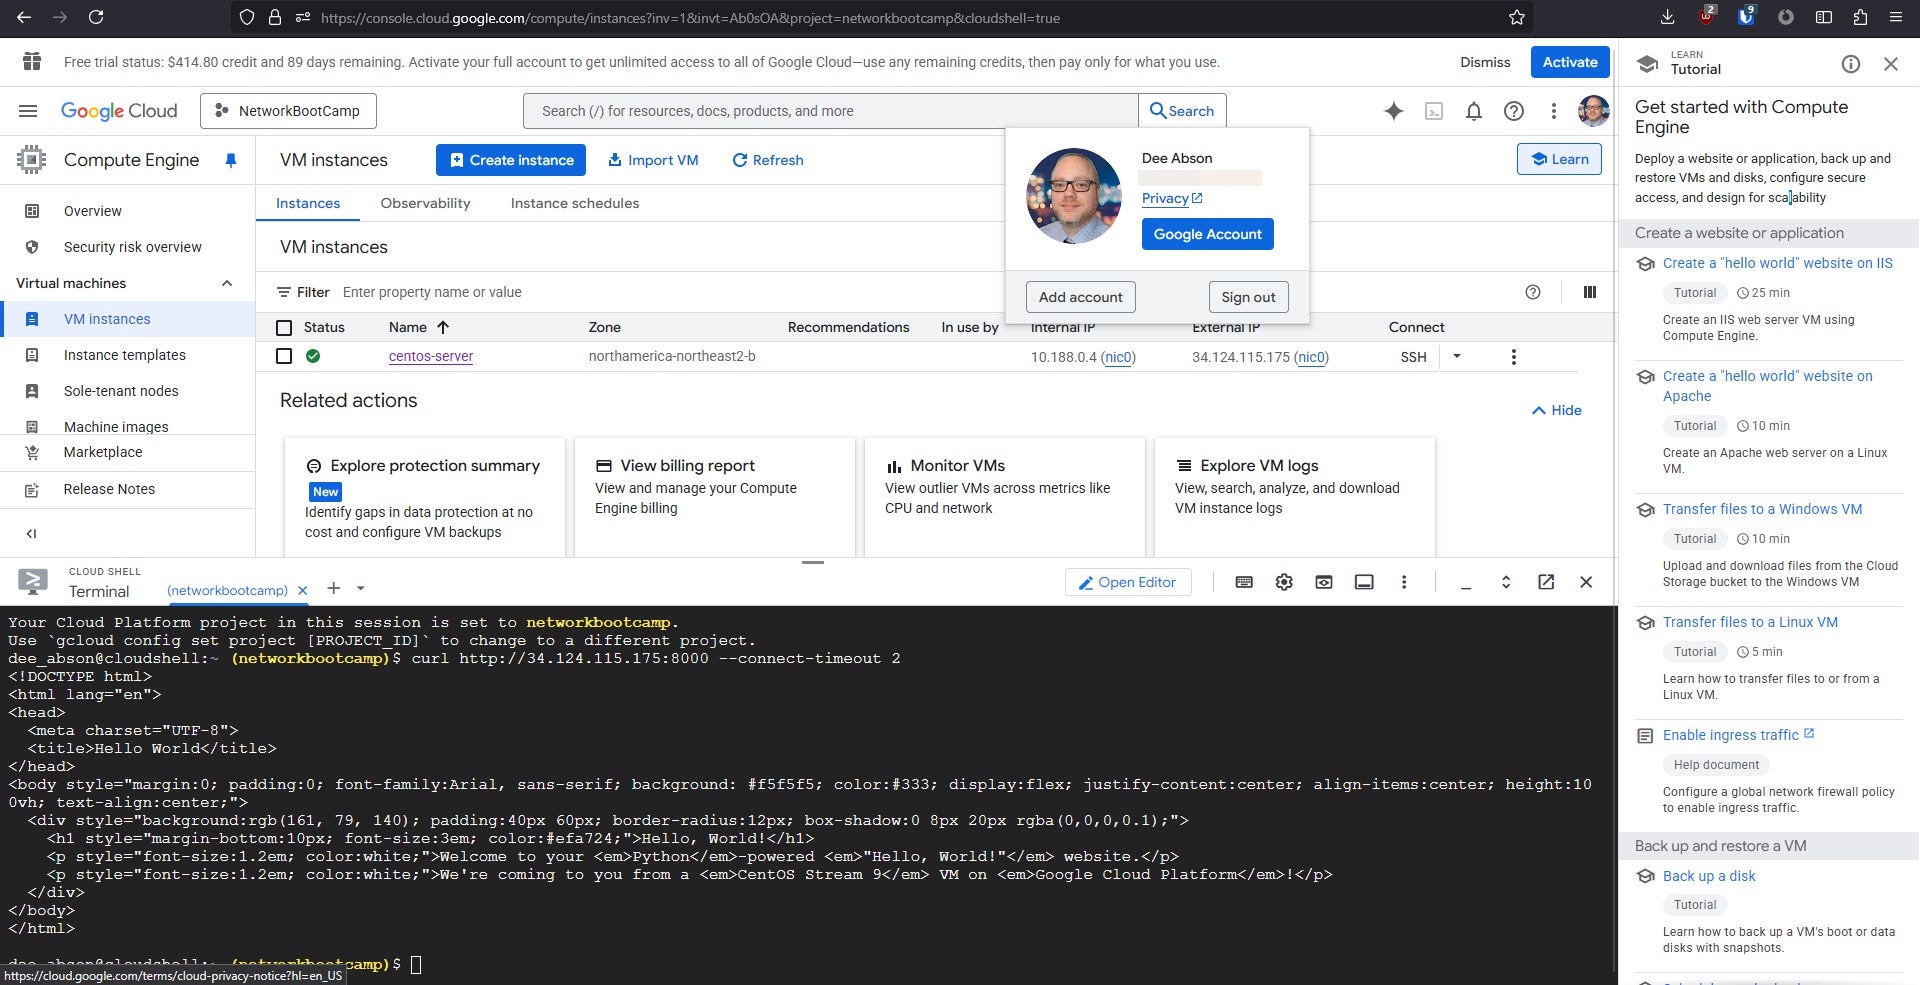 https://console.cloud.google.com/compute/instances?inv=1&invt=Ab0sOA&project=networkbootcamp&cloudshell=true
2
9
Free trial status: $414.80 credit and 89 days remaining. Activate your full account to get unlimited access to all of Google Cloud—use any remaining credits, then pay only for what you use.
Dismiss
Activate
Google Cloud
NetworkBootCamp
Search (/) for resources, docs, products, and more
Search
Compute Engine
VM instances
Create instance
Import VM
Refresh
Learn
Overview
Security risk overview
Virtual machines
VM instances
Instance templates
Sole-tenant nodes
Machine images
Marketplace
Release Notes
Instances
Observability
Instance schedules
VM instances
Filter
Enter property name or value
Status
Name
Zone
Recommendations
In use by
Internal IP
External IP
Connect
centos-server
northamerica-northeast2-b
10.188.0.4 (nic0)
34.124.115.175 (nic0)
SSH
Dee Abson
Privacy
Google Account
Add account
Sign out
Related actions
Hide
Explore protection summary
New
Identify gaps in data protection at no
cost and configure VM backups
View billing report
View and manage your Compute
Engine billing
Monitor VMs
View outlier VMs across metrics like
CPU and network
Explore VM logs
View, search, analyze, and download
VM instance logs
CLOUD SHELL
Terminal
(networkbootcamp)
Open Editor
Your Cloud Platform project in this session is set to networkbootcamp.
Use `gcloud config set project [PROJECT_ID]` to change to a different project.
dee_abson@cloudshell:~ (networkbootcamp)$ curl http://34.124.115.175:8000 --connect-timeout 2
<!DOCTYPE html>
<html lang="en">
<head>
  <meta charset="UTF-8">
  <title>Hello World</title>
</head>
<body style="margin:0; padding:0; font-family:Arial, sans-serif; background: #f5f5f5; color:#333; display:flex; justify-content:center; align-items:center; height:10
0vh; text-align:center;">
  <div style="background:rgb(161, 79, 140); padding:40px 60px; border-radius:12px; box-shadow:0 8px 20px rgba(0,0,0,0.1);">
    <h1 style="margin-bottom:10px; font-size:3em; color:#efa724;">Hello, World!</h1>
    <p style="font-size:1.2em; color:white;">Welcome to your <em>Python</em>-powered <em>"Hello, World!"</em> website.</p>
    <p style="font-size:1.2em; color:white;">We're coming to you from a <em>CentOS Stream 9</em> VM on <em>Google Cloud Platform</em>!</p>
  </div>
</body>
</html>
dee_abson@cloudshell:~ (networkbootcamp)$
https://cloud.google.com/terms/cloud-privacy-notice?hl=en_US
LEARN
Tutorial
Get started with Compute
Engine
Deploy a website or application, back up and
restore VMs and disks, configure secure
access, and design for scalability
Create a website or application
Create a "hello world" website on IIS
Tutorial
25 min
Create an IIS web server VM using
Compute Engine.
Create a "hello world" website on
Apache
Tutorial
10 min
Create an Apache web server on a Linux
VM.
Transfer files to a Windows VM
Tutorial
10 min
Upload and download files from the Cloud
Storage bucket to the Windows VM
Transfer files to a Linux VM
Tutorial
5 min
Learn how to transfer files to or from a
Linux VM.
Enable ingress traffic
Help document
Configure a global network firewall policy
to enable ingress traffic.
Back up and restore a VM
Back up a disk
Tutorial
Learn how to back up a VM's boot or data
disks with snapshots.